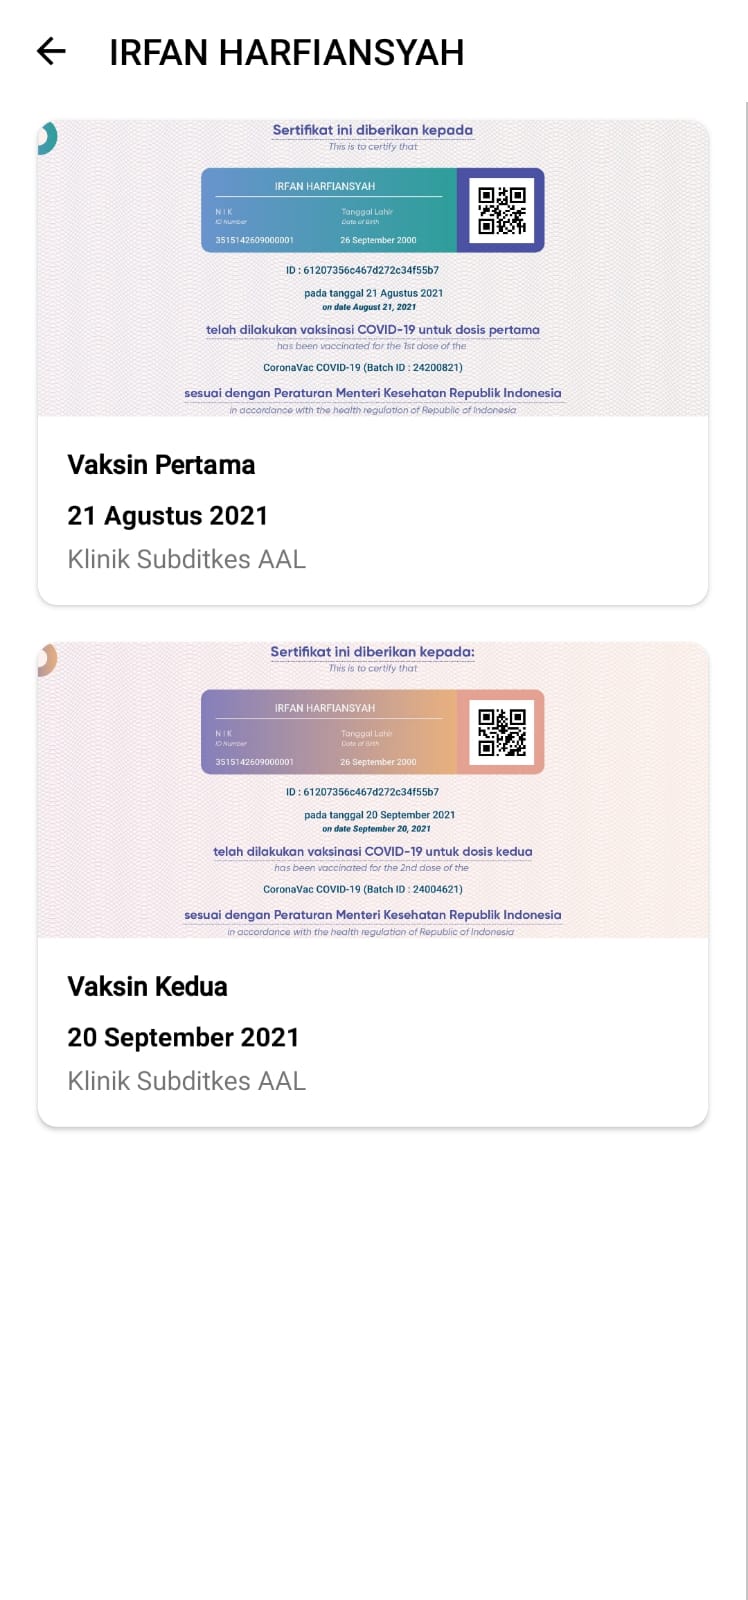 IRFAN HARFIANSYAH
Sertifikat ini diberikan kepada
This is to certify that
IRFAN HARFIANSYAH
NIK
ID Number
Tanggal Lahir
Date of Birth
3515142609000001
26 September 2000
ID : 61207356c467d272c34f55b7
pada tanggal 21 Agustus 2021
on date August 21, 2021
telah dilakukan vaksinasi COVID-19 untuk dosis pertama
has been vaccinated for the 1st dose of the
CoronaVac COVID-19 (Batch ID : 24200821)
sesuai dengan Peraturan Menteri Kesehatan Republik Indonesia
in accordance with the health regulation of Republic of Indonesia
Vaksin Pertama
21 Agustus 2021
Klinik Subditkes AAL
Sertifikat ini diberikan kepada:
This is to certify that
IRFAN HARFIANSYAH
NIK
ID Number
Tanggal Lahir
Date of Birth
3515142609000001
26 September 2000
ID : 61207356c467d272c34f55b7
pada tanggal 20 September 2021
on date September 20, 2021
telah dilakukan vaksinasi COVID-19 untuk dosis kedua
has been vaccinated for the 2nd dose of the
CoronaVac COVID-19 (Batch ID : 24004621)
sesuai dengan Peraturan Menteri Kesehatan Republik Indonesia
in accordance with the health regulation of Republic of Indonesia
Vaksin Kedua
20 September 2021
Klinik Subditkes AAL